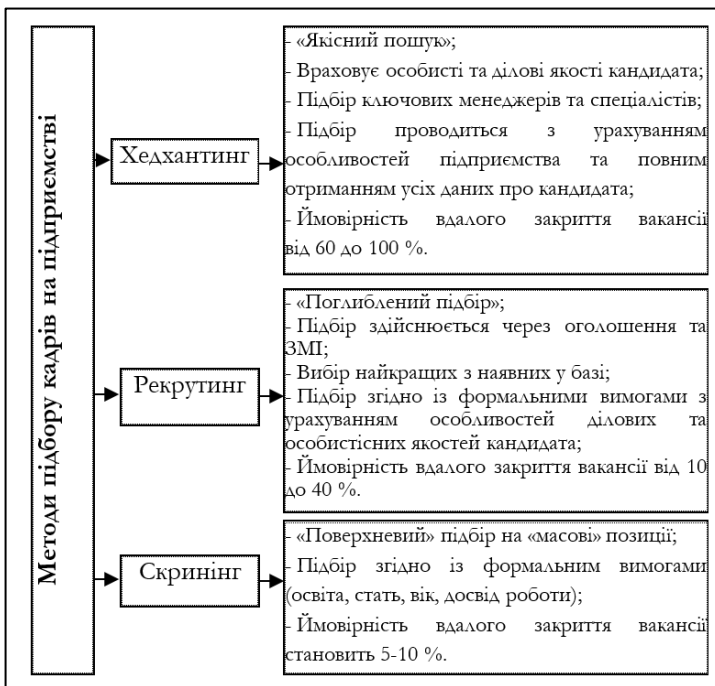 Методи підбору кадрів на підприємстві
Хедхантинг
- «Якісний пошук»;
- Враховує особисті та ділові якості кандидата;
- Підбір ключових менеджерів та спеціалістів;
- Підбір проводиться з урахуванням
особливостей підприємства та повним
отриманням усіх даних про кандидата;
- Ймовірність вдалого закриття вакансії
від 60 до 100 %.
Рекрутинг
- «Поглиблений підбір»;
- Підбір здійснюється через оголошення та
ЗМІ;
- Вибір найкращих з наявних у базі;
- Підбір згідно із формальними вимогами з
урахуванням особливостей ділових та
особистісних якостей кандидата;
- Ймовірність вдалого закриття вакансії від 10
до 40 %.
Скринінг
- «Поверхневий» підбір на «масові» позиції;
- Підбір згідно із формальним вимогами
(освіта, стать, вік, досвід роботи);
- Ймовірність вдалого закриття вакансії
становить 5-10 %.